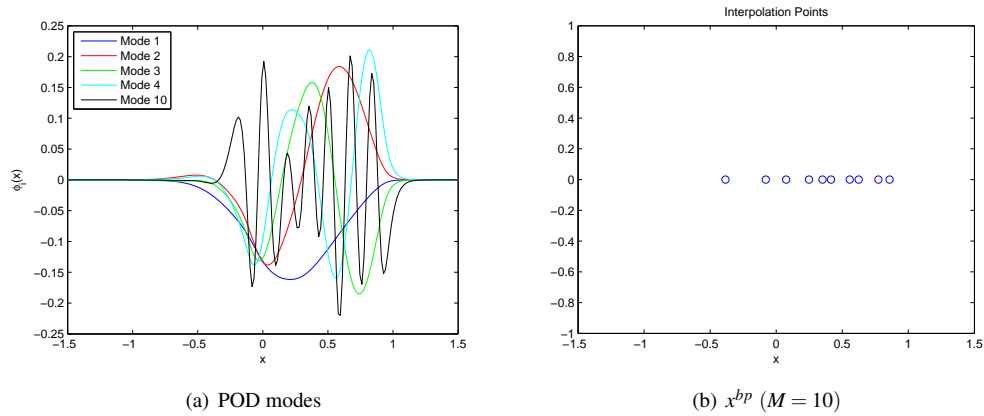 0.25
0.2
0.15
0.1
0.05
0
−0.05
−0.1
−0.15
−0.2
−0.25
−1.5 −1 −0.5 0 0.5 1 1.5
x
ϕi(x)
Mode 1
Mode 2
Mode 3
Mode 4
Mode 10
(a) POD modes
Interpolation Points
1
0.8
0.6
0.4
0.2
0
−0.2
−0.4
−0.6
−0.8
−1
−1.5 −1 −0.5 0 0.5 1 1.5
x
(b) x^{bp} (M = 10)